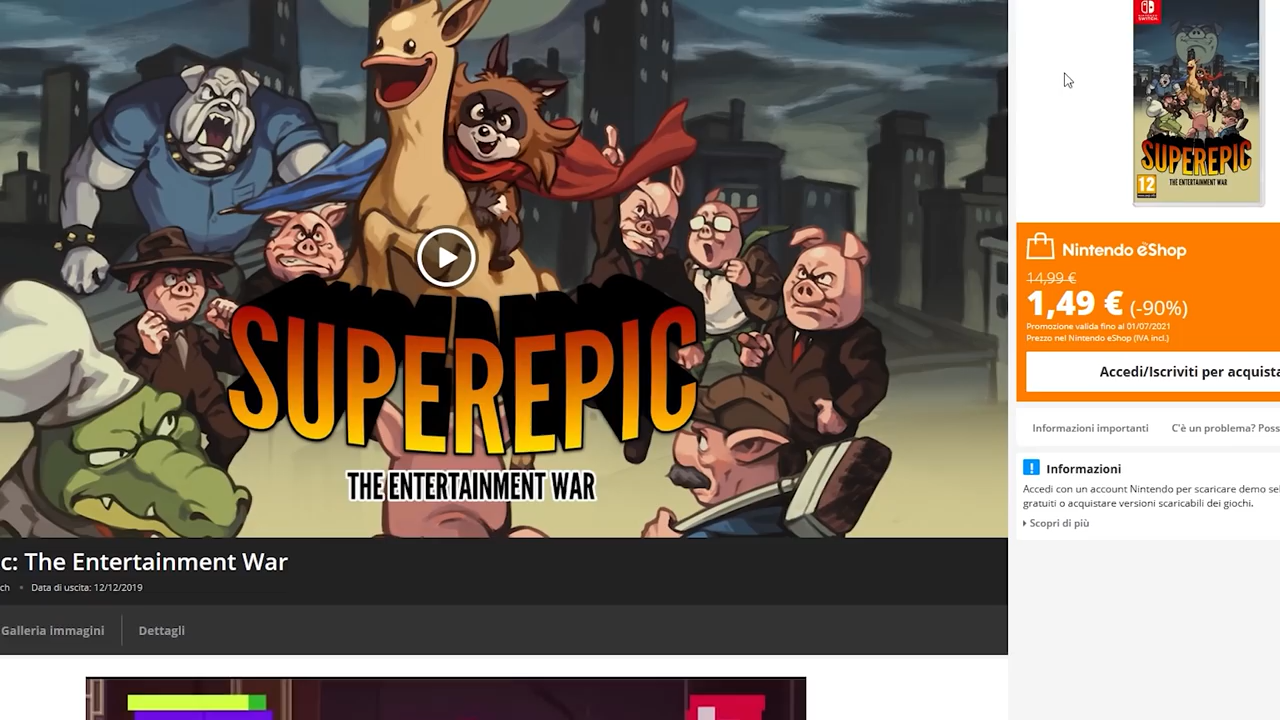 SUPEREPIC
THE ENTERTAINMENT WAR
c: The Entertainment War
ch • Data di uscita: 12/12/2019
Galleria immagini
Dettagli
SUPEREPIC
THE ENTERTAINMENT WAR
12
Nintendo eShop
14,99 €
1,49 € (-90%)
Promozione valida fino al 01/07/2021
Prezzo nel Nintendo eShop (IVA incl.)
Accedi/Iscriviti per acquista
Informazioni importanti
C'è un problema? Poss
! Informazioni
Accedi con un account Nintendo per scaricare demo sel
gratuiti o acquistare versioni scaricabili dei giochi.
Scopri di più